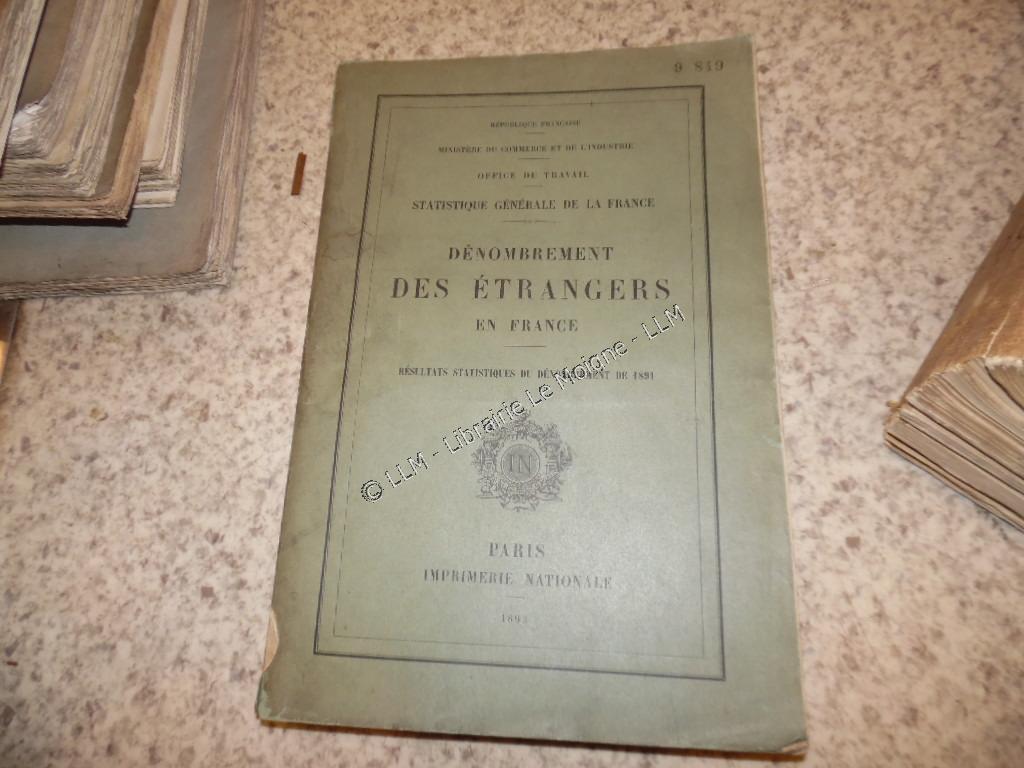 9 819
RÉPUBLIQUE FRANÇAISE
MINISTÈRE DU COMMERCE ET DE L'INDUSTRIE
OFFICE DU TRAVAIL
STATISTIQUE GÉNÉRALE DE LA FRANCE
DÉNOMBREMENT
DES ÉTRANGERS
EN FRANCE
RÉSULTATS STATISTIQUES DU DÉNOMBREMENT DE 1891
© LLM - Librairie Le Moigne - LLM
IN
PARIS
IMPRIMERIE NATIONALE